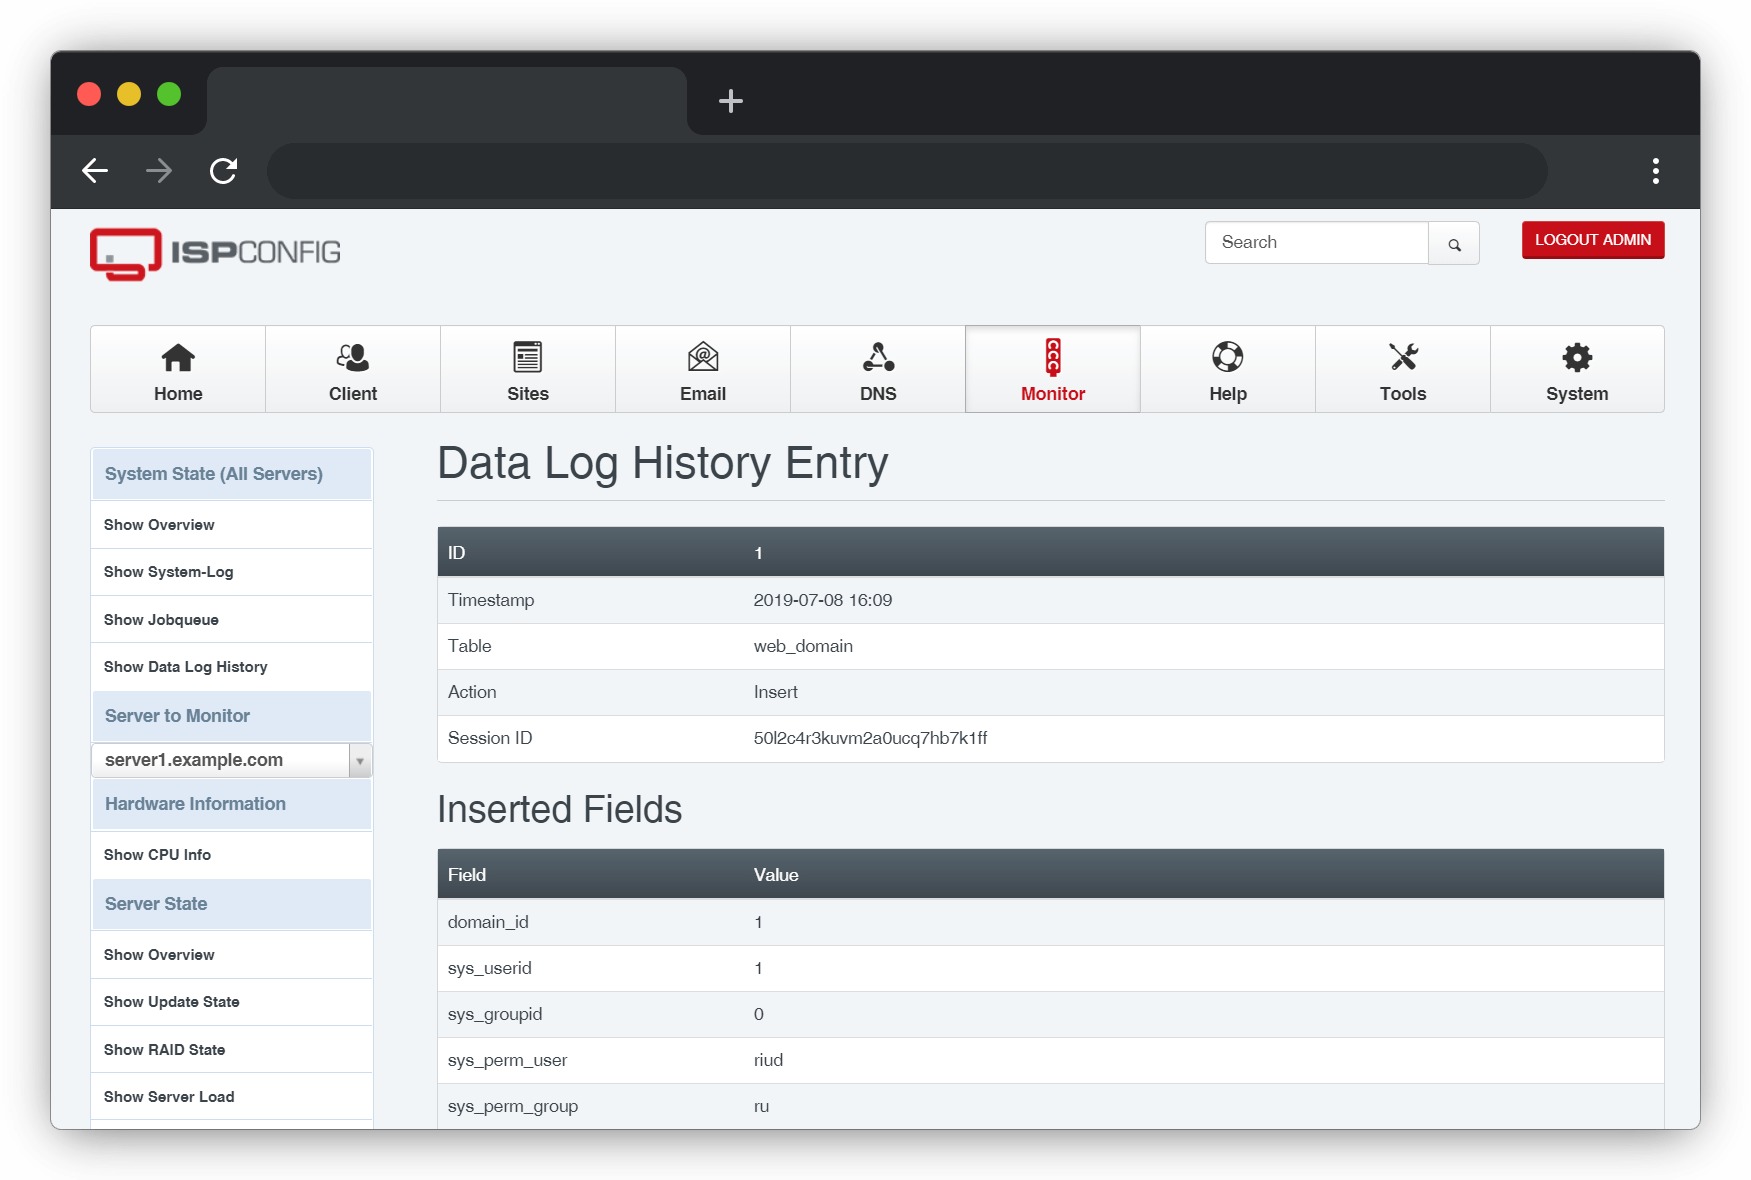 ISPCONFIG
Search
LOGOUT ADMIN
Home Client Sites Email DNS Monitor Help Tools System
System State (All Servers)
Show Overview
Show System-Log
Show Jobqueue
Show Data Log History
Server to Monitor
server1.example.com
Hardware Information
Show CPU Info
Server State
Show Overview
Show Update State
Show RAID State
Show Server Load
Data Log History Entry
ID 1
Timestamp 2019-07-08 16:09
Table web_domain
Action Insert
Session ID 50l2c4r3kuvm2a0ucq7hb7k1ff
Inserted Fields
Field Value
domain_id 1
sys_userid 1
sys_groupid 0
sys_perm_user riud
sys_perm_group ru